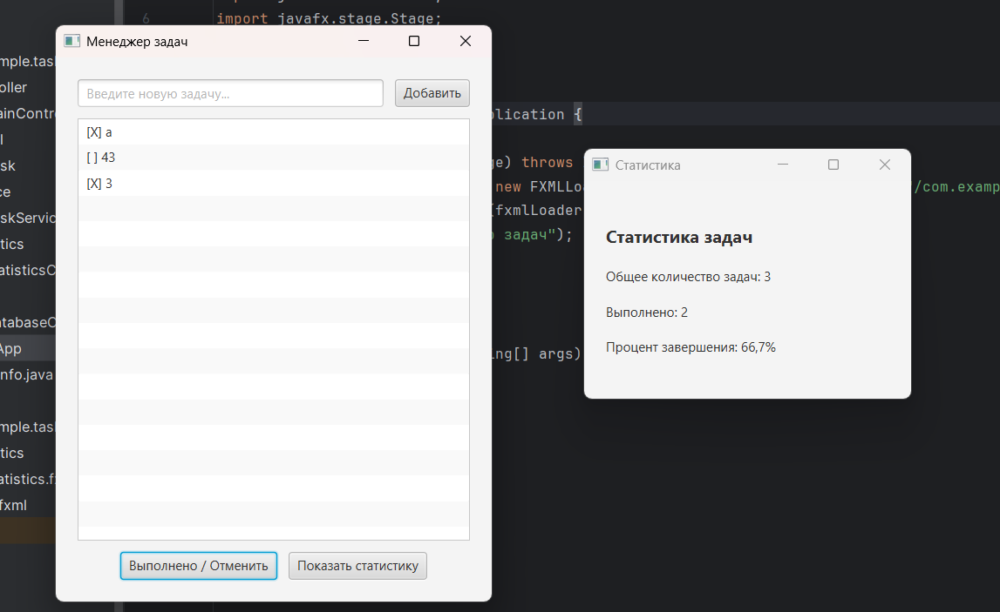 6
import javafx.stage.Stage;
Менеджер задач
Введите новую задачу...
Добавить
[X] a
[ ] 43
[X] 3
Выполнено / Отменить
Показать статистику
Статистика
Статистика задач
Общее количество задач: 3
Выполнено: 2
Процент завершения: 66,7%
mple.tas
oller
ainContr
l
sk
ce
skServic
tics
atisticsC
atabaseC
App
nfo.java
mple.tas
tics
atistics.f
fxml
plication {
ge) throws
new FXMLLo
/com.examp
(fxmlLoader
р задач");
ing[] args)